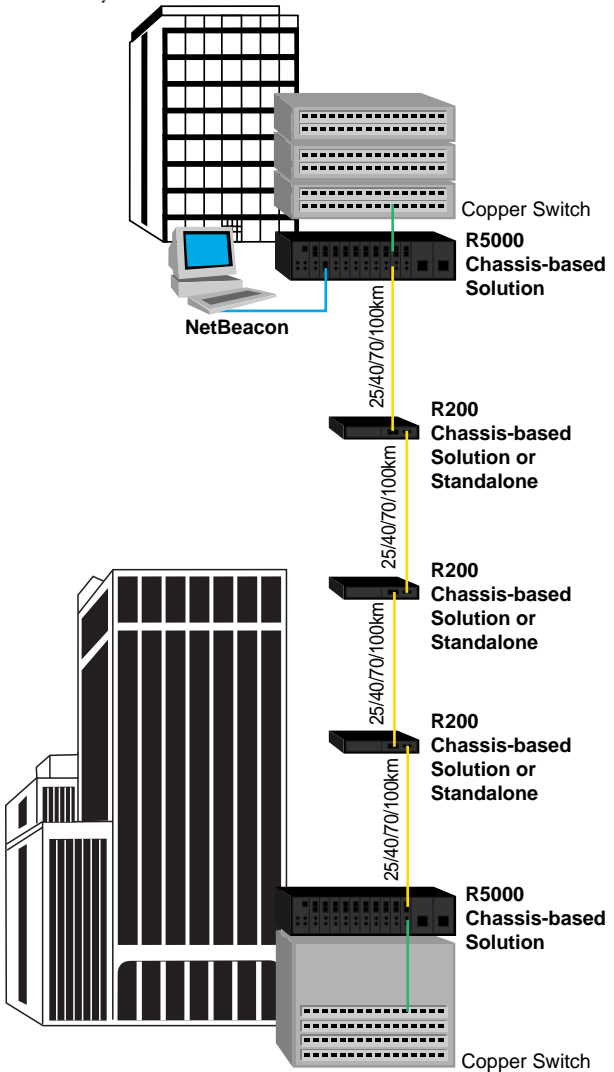 Copper Switch
R5000
Chassis-based
Solution
NetBeacon
25/40/70/100km
R200
Chassis-based
Solution or
Standalone
25/40/70/100km
R200
Chassis-based
Solution or
Standalone
25/40/70/100km
R200
Chassis-based
Solution or
Standalone
25/40/70/100km
R5000
Chassis-based
Solution
Copper Switch